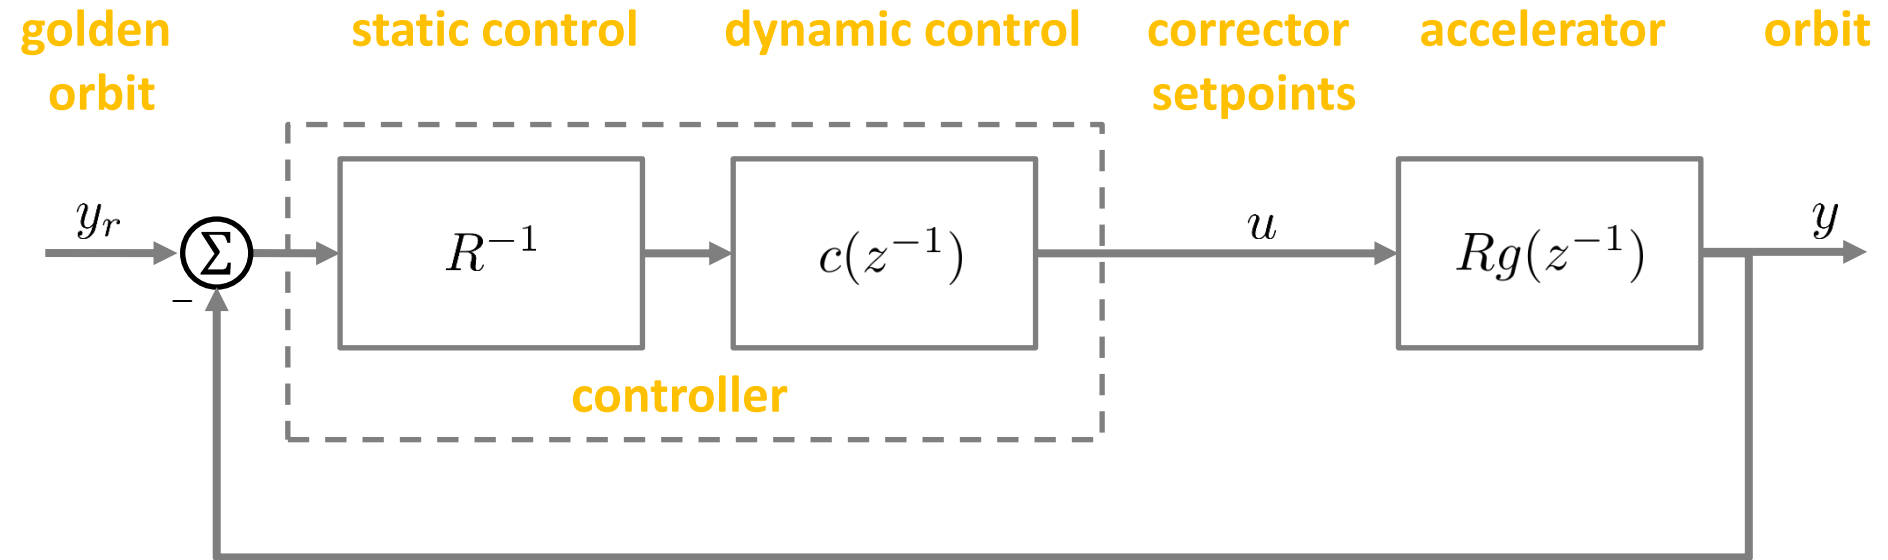 golden
orbit
static control
dynamic control
corrector
setpoints
accelerator
orbit
y_r
Σ
−
R^{-1}
c(z^{-1})
u
Rg(z^{-1})
y
controller